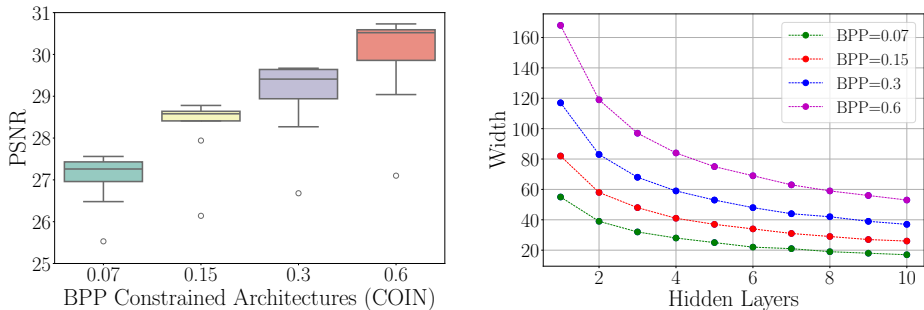 31
30
29
28
27
26
25
PSNR
0.07 0.15 0.3 0.6
BPP Constrained Architectures (COIN)
160
140
120
100
80
60
40
20
Width
2 4 6 8 10
Hidden Layers
BPP=0.07
BPP=0.15
BPP=0.3
BPP=0.6